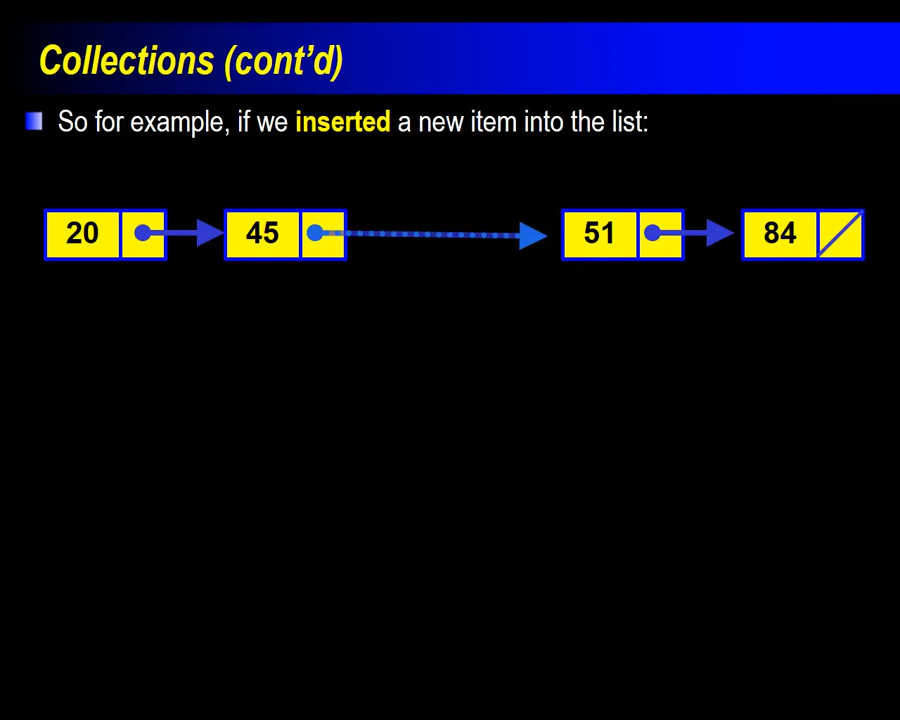 Collections (cont’d)
So for example, if we inserted a new item into the list:
20 45 51 84